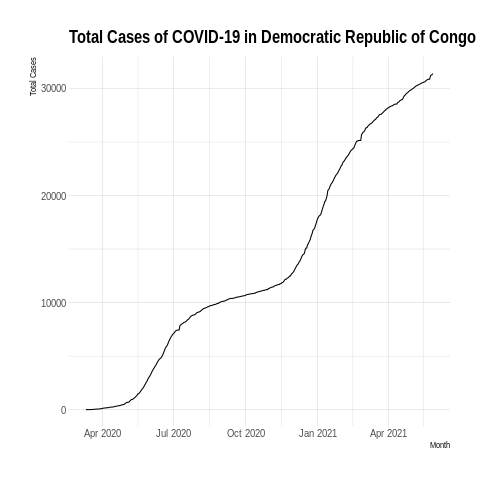 Total Cases of COVID-19 in Democratic Republic of Congo
Total Cases
30000
20000
10000
0
Apr 2020 Jul 2020 Oct 2020 Jan 2021 Apr 2021
Month